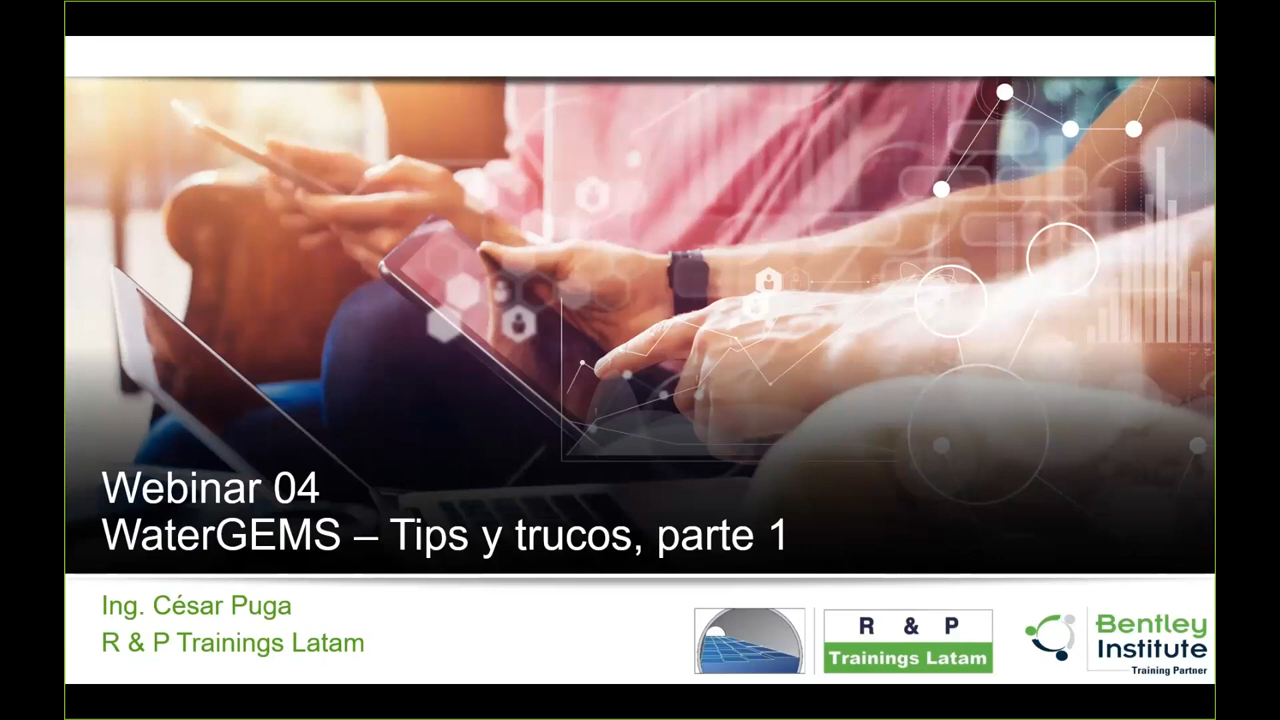 Webinar 04
WaterGEMS – Tips y trucos, parte 1
Ing. César Puga
R & P Trainings Latam
R & P
Trainings Latam
Bentley
Institute
Training Partner